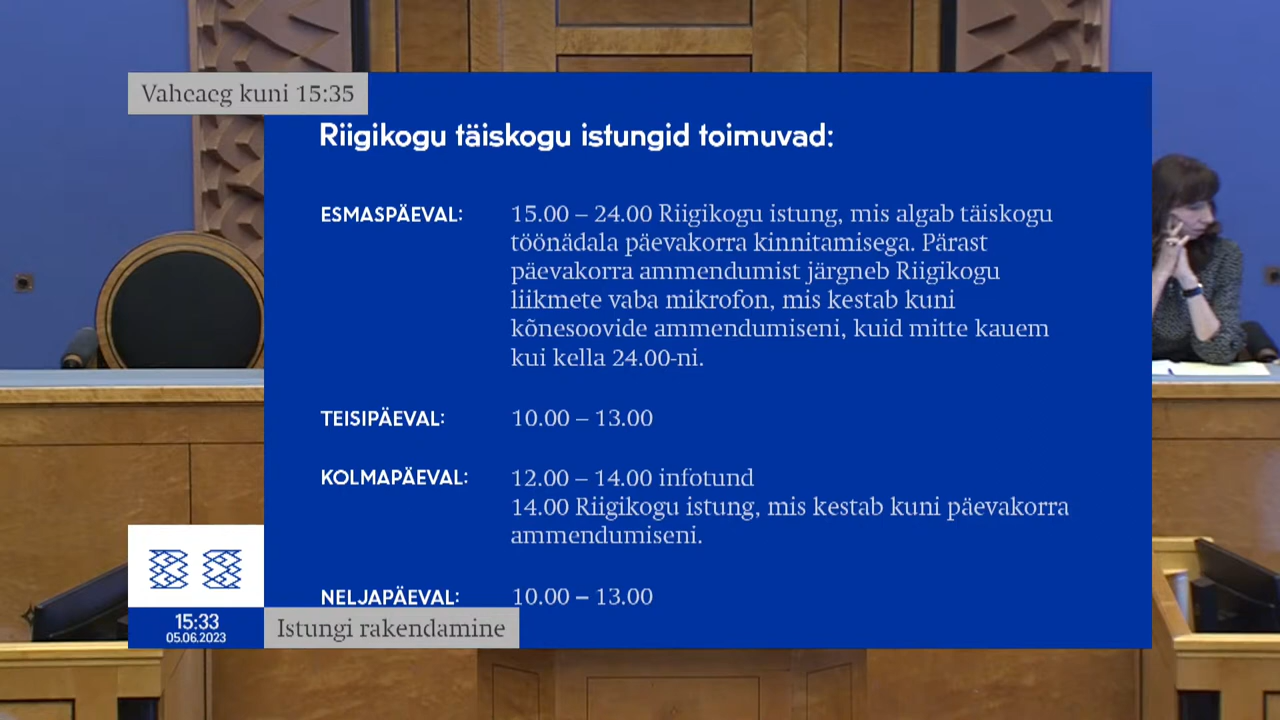 Vaheaeg kuni 15:35
Riigikogu täiskogu istungid toimuvad:
ESMASPÄEVAL:
15.00 – 24.00 Riigikogu istung, mis algab täiskogu
töönädala päevakorra kinnitamisega. Pärast
päevakorra ammendumist järgneb Riigikogu
liikmete vaba mikrofon, mis kestab kuni
kõnesoovide ammendumiseni, kuid mitte kauem
kui kella 24.00-ni.
TEISIPÄEVAL:
10.00 – 13.00
KOLMAPÄEVAL:
12.00 – 14.00 infotund
14.00 Riigikogu istung, mis kestab kuni päevakorra
ammendumiseni.
NELJAPÄEVAL:
10.00 – 13.00
15:33
05.06.2023
Istungi rakendamine